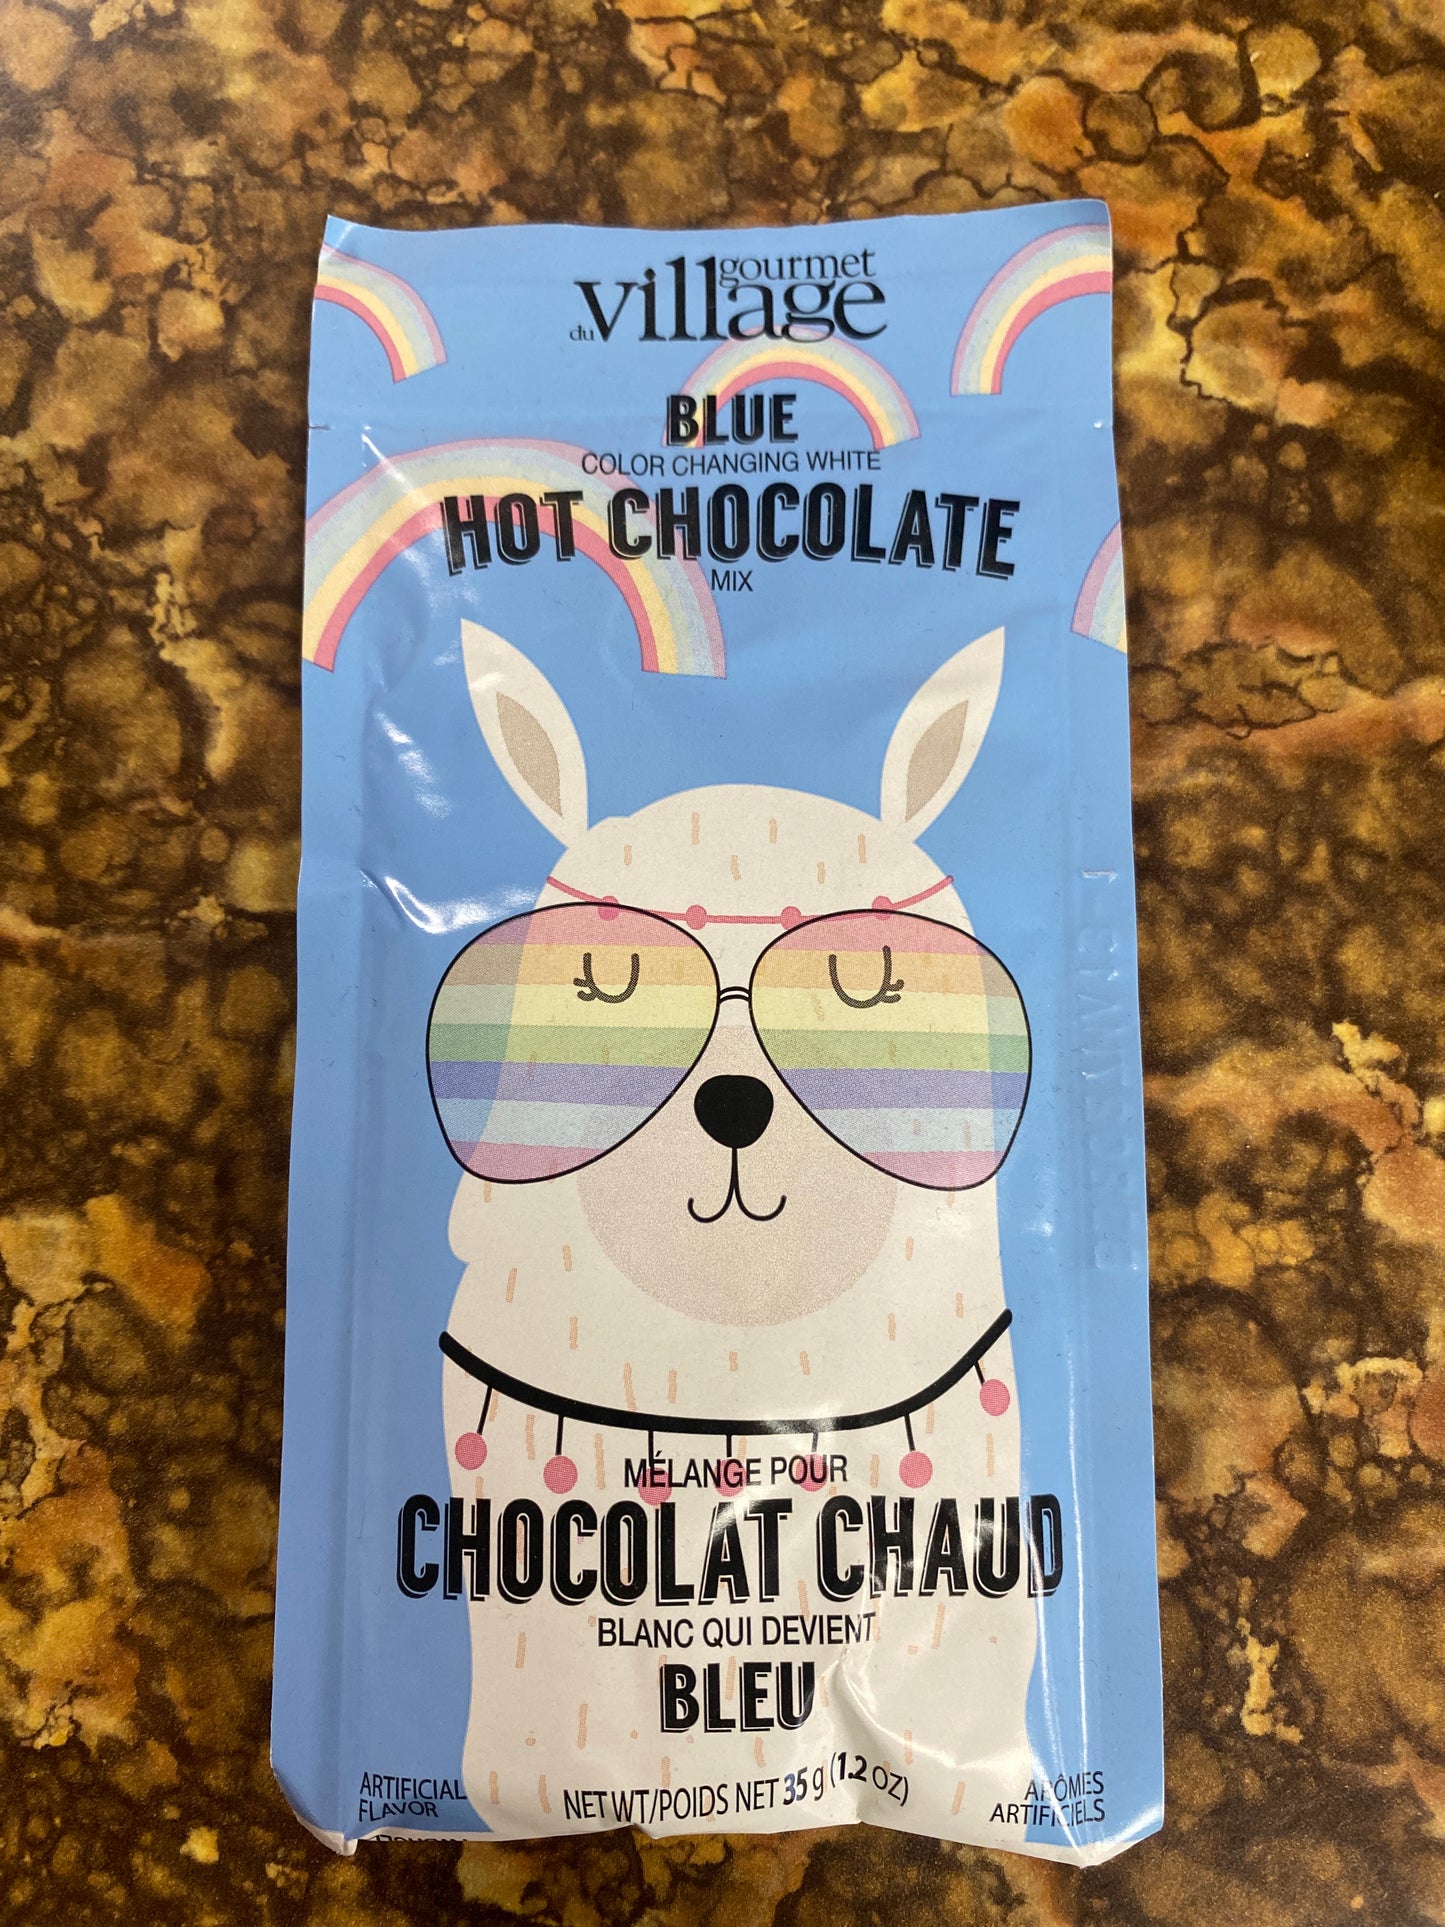 gourmet
du village
BLUE
COLOR CHANGING WHITE
HOT CHOCOLATE
MIX
MÉLANGE POUR
CHOCOLAT CHAUD
BLANC QUI DEVIENT
BLEU
ARTIFICIAL
FLAVOR
NET WT/POIDS NET 35 g (1.2 OZ)
ARÔMES
ARTIFICIELS